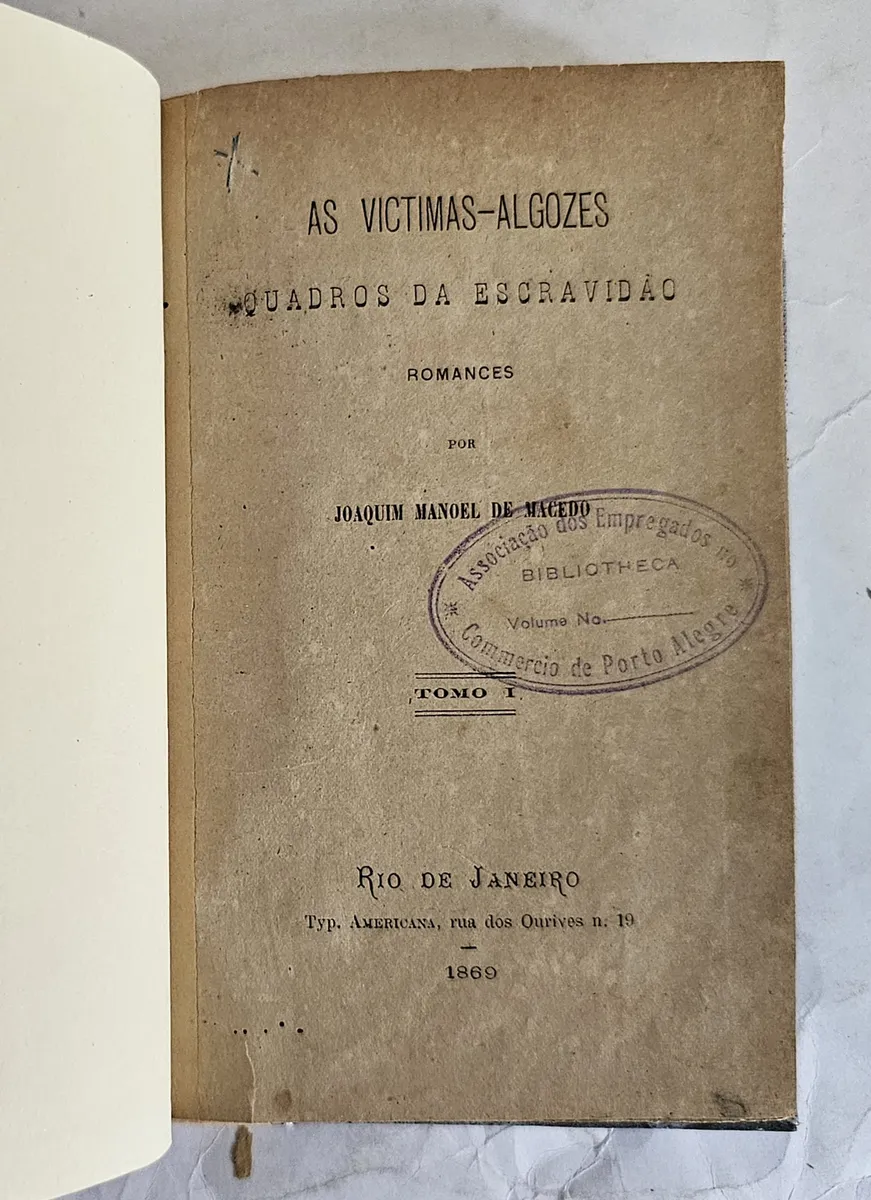 AS VICTIMAS-ALGOZES
QUADROS DA ESCRAVIDÃO
ROMANCES
POR
JOAQUIM MANOEL DE MACEDO
Associação dos Empregados no
BIBLIOTHECA
Volume No.
Commercio de Porto Alegre
TOMO I
RIO DE JANEIRO
Typ. AMERICANA, rua dos Ourives n. 19
1869